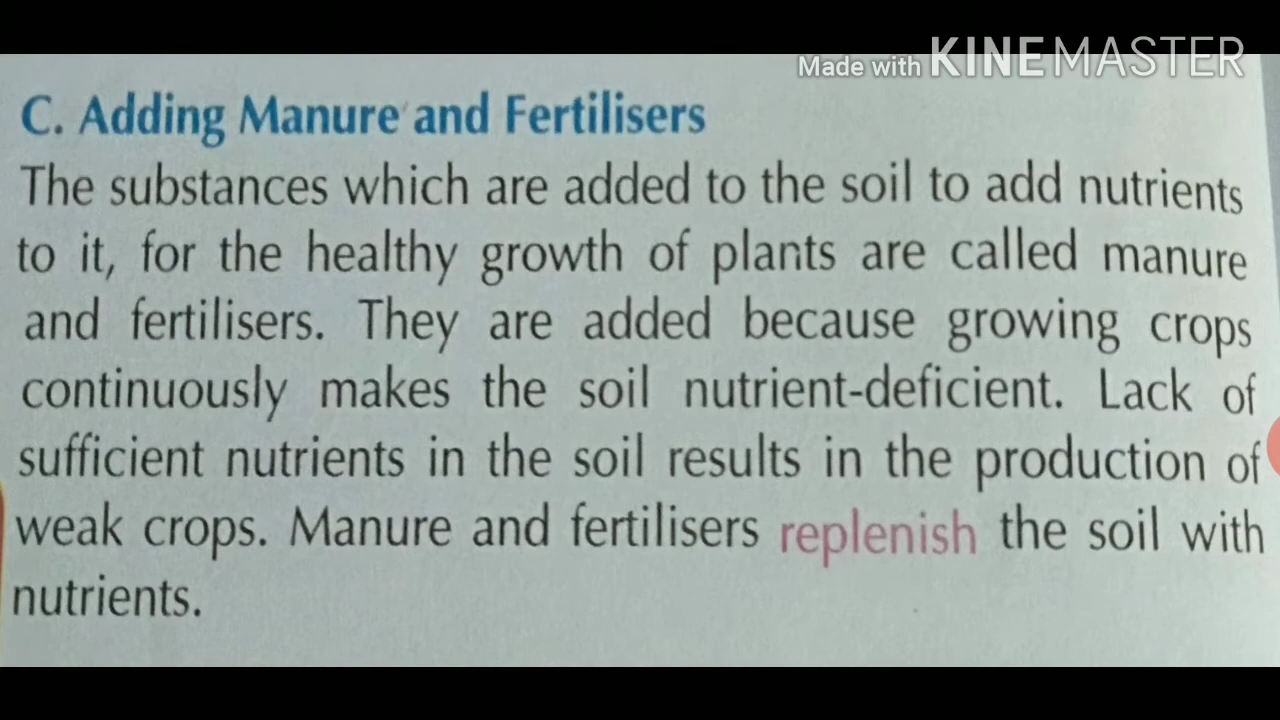 Made with KINEMASTER
C. Adding Manure and Fertilisers
The substances which are added to the soil to add nutrients
to it, for the healthy growth of plants are called manure
and fertilisers. They are added because growing crops
continuously makes the soil nutrient-deficient. Lack of
sufficient nutrients in the soil results in the production of
weak crops. Manure and fertilisers replenish the soil with
nutrients.